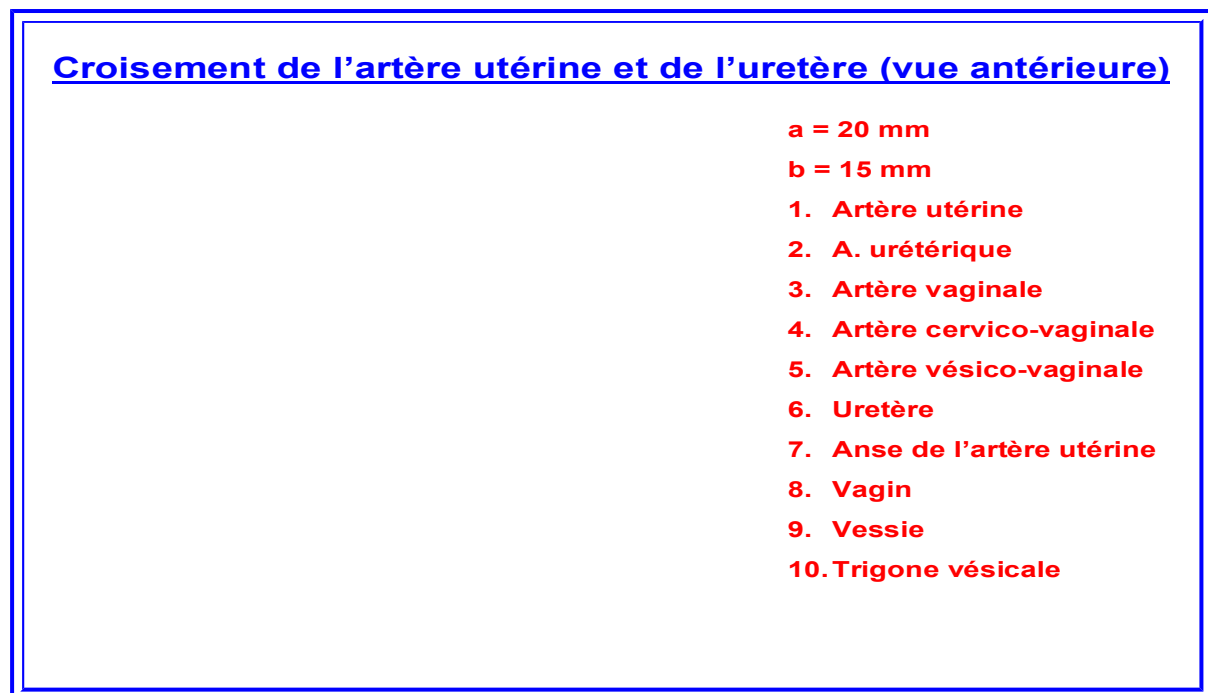 Croisement de l’artère utérine et de l’uretère (vue antérieure)
a = 20 mm
b = 15 mm
1. Artère utérine
2. A. urétérique
3. Artère vaginale
4. Artère cervico-vaginale
5. Artère vésico-vaginale
6. Uretère
7. Anse de l’artère utérine
8. Vagin
9. Vessie
10. Trigone vésicale